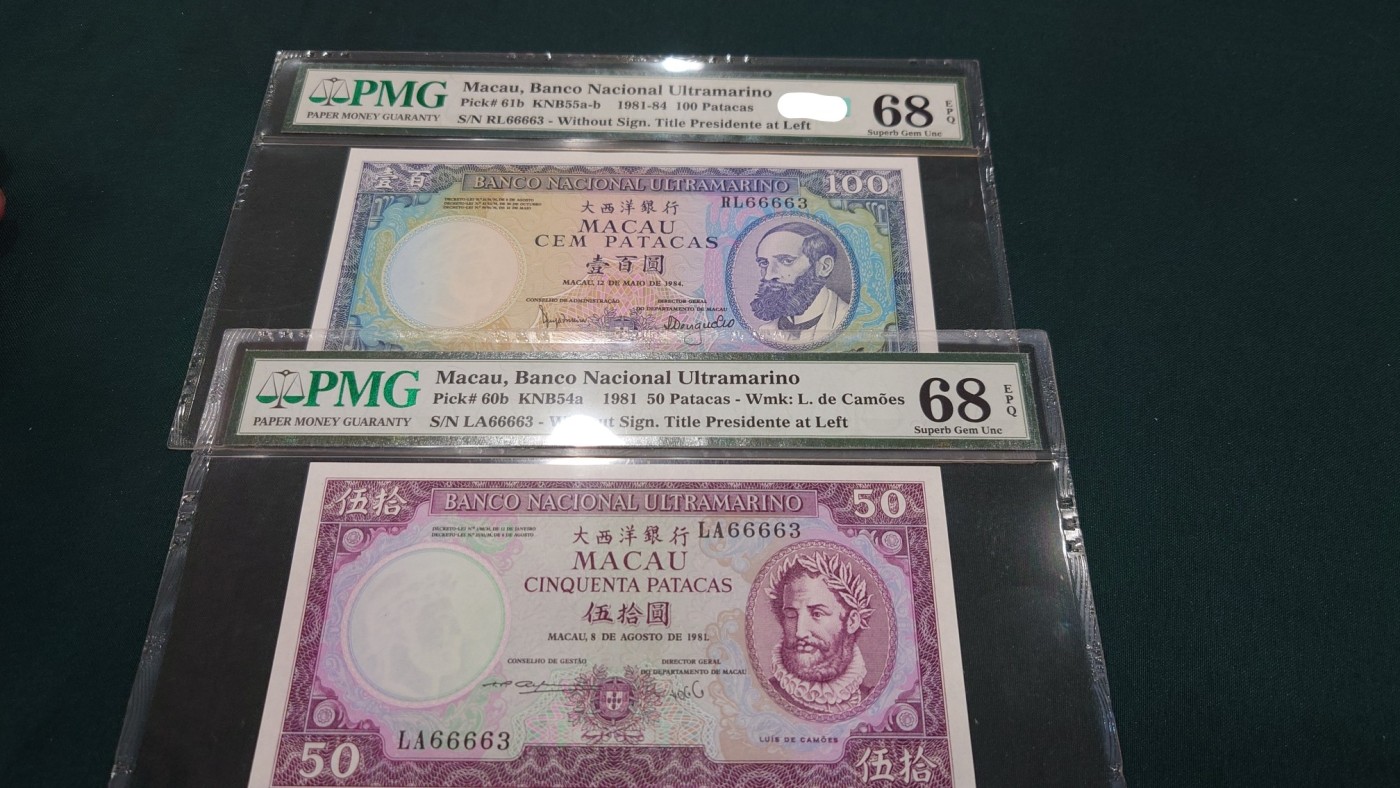 PMG
PAPER MONEY GUARANTY
Macau, Banco Nacional Ultramarino
Pick# 61b KNB55a-b 1981-84 100 Patacas
S/N RL66663 - Without Sign. Title Presidente at Left
68
EPQ
Superb Gem Unc
壹百
BANCO NACIONAL ULTRAMARINO
100
大西洋銀行
RL66663
MACAU
CEM PATACAS
壹百圓
MACAU, 12 DE MAIO DE 1984.
CONSELHO DE ADMINISTRAÇÃO
DIRECTOR GERAL
DO DEPARTAMENTO DE MACAU
PMG
PAPER MONEY GUARANTY
Macau, Banco Nacional Ultramarino
Pick# 60b KNB54a 1981 50 Patacas - Wmk: L. de Camões
S/N LA66663 - Without Sign. Title Presidente at Left
68
EPQ
Superb Gem Unc
伍拾
BANCO NACIONAL ULTRAMARINO
50
大西洋銀行
LA66663
MACAU
CINQUENTA PATACAS
伍拾圓
MACAU, 8 DE AGOSTO DE 1981.
CONSELHO DE GESTÃO
DIRECTOR GERAL
DO DEPARTAMENTO DE MACAU
LUÍS DE CAMÕES
LA66663
50
伍拾